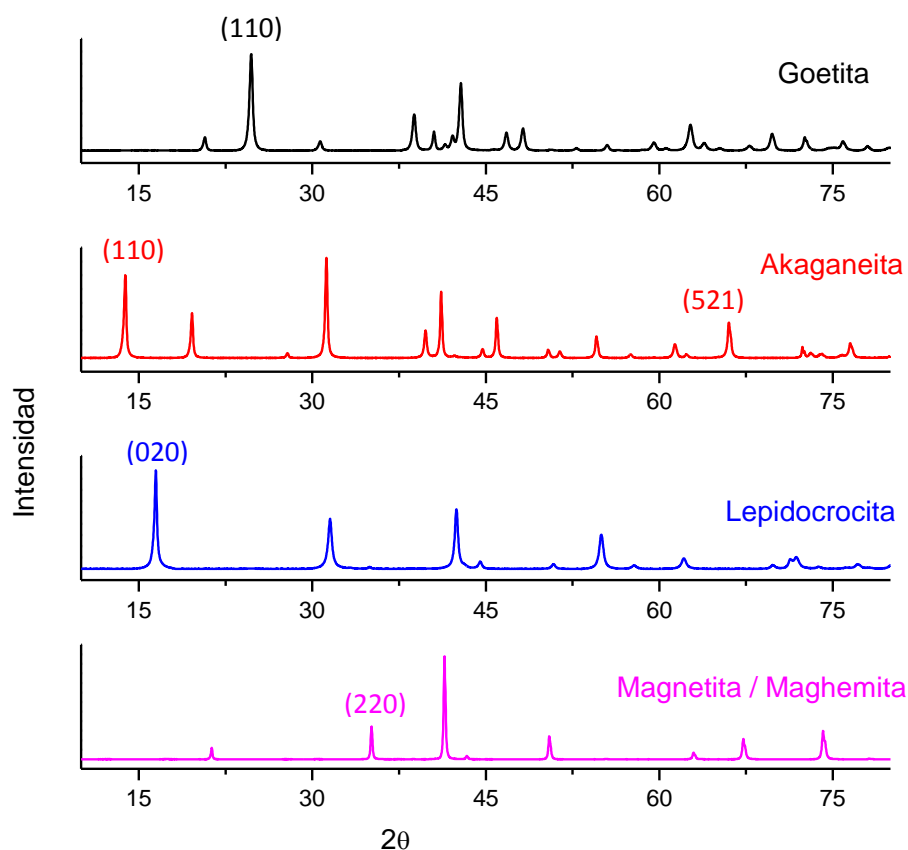 (110)
Goetita
15 30 45 60 75
(110)
Akaganeita
(521)
15 30 45 60 75
Intensidad
(020)
Lepidocrocita
15 30 45 60 75
Magnetita / Maghemita
(220)
15 30 45 60 75
2θ